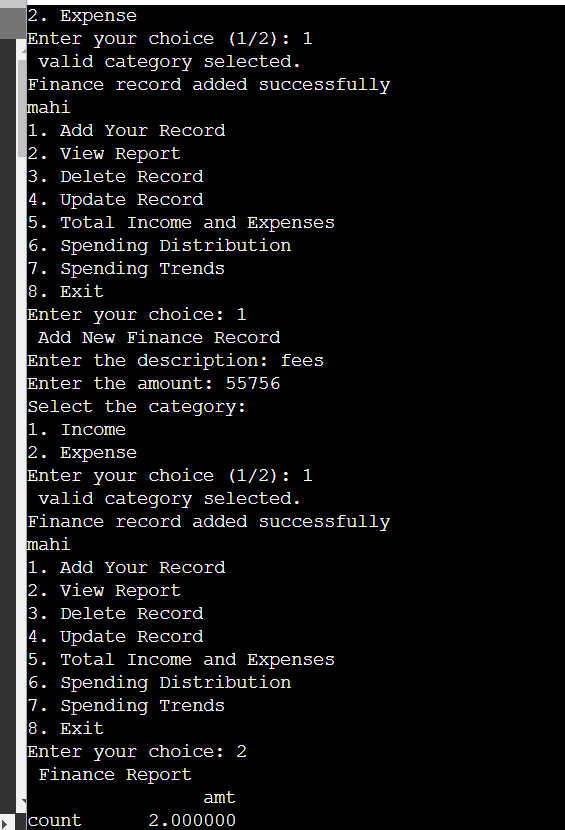 2. Expense
Enter your choice (1/2): 1
 valid category selected.
Finance record added successfully
mahi
1. Add Your Record
2. View Report
3. Delete Record
4. Update Record
5. Total Income and Expenses
6. Spending Distribution
7. Spending Trends
8. Exit
Enter your choice: 1
 Add New Finance Record
Enter the description: fees
Enter the amount: 55756
Select the category:
1. Income
2. Expense
Enter your choice (1/2): 1
 valid category selected.
Finance record added successfully
mahi
1. Add Your Record
2. View Report
3. Delete Record
4. Update Record
5. Total Income and Expenses
6. Spending Distribution
7. Spending Trends
8. Exit
Enter your choice: 2
 Finance Report
                amt
count      2.000000